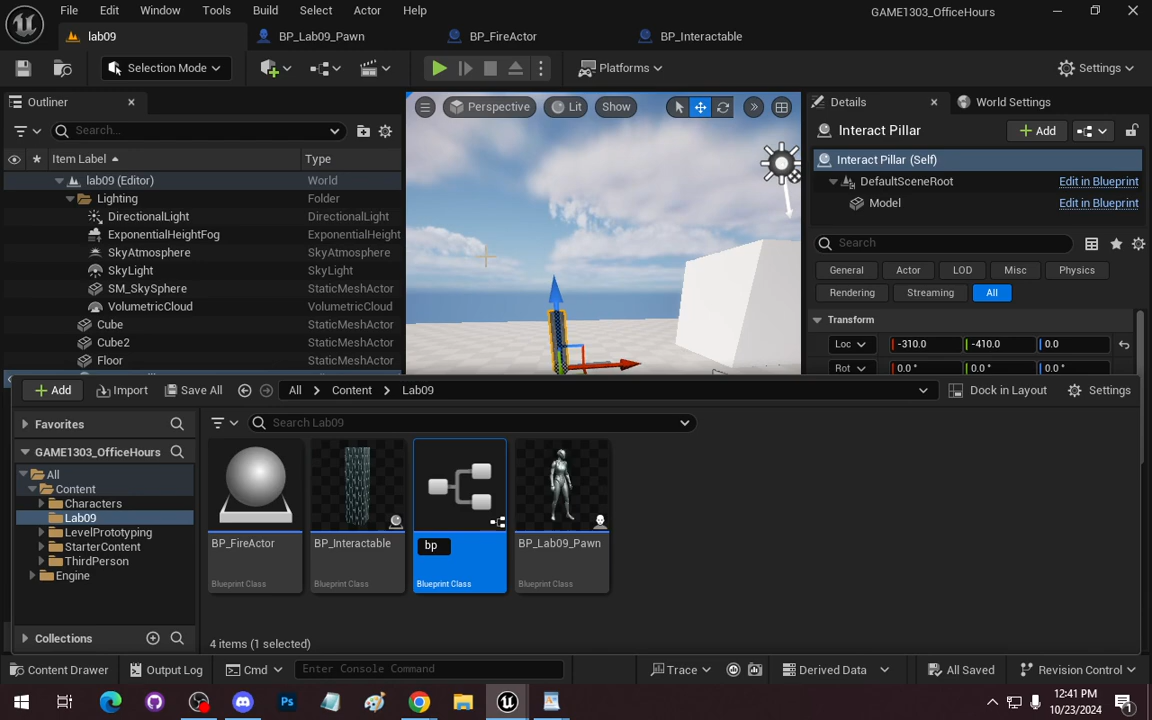 File Edit Window Tools Build Select Actor Help GAME1303_OfficeHours
lab09 BP_Lab09_Pawn BP_FireActor BP_Interactable
Selection Mode Platforms Settings
Outliner
Search...
Item Label Type
lab09 (Editor) World
Lighting Folder
DirectionalLight DirectionalLight
ExponentialHeightFog ExponentialHeight
SkyAtmosphere SkyAtmosphere
SkyLight SkyLight
SM_SkySphere StaticMeshActor
VolumetricCloud VolumetricCloud
Cube StaticMeshActor
Cube2 StaticMeshActor
Floor StaticMeshActor
Perspective Lit Show
Details World Settings
Interact Pillar Add
Interact Pillar (Self)
DefaultSceneRoot Edit in Blueprint
Model Edit in Blueprint
Search
General Actor LOD Misc Physics
Rendering Streaming All
Transform
Loc -310.0 -410.0 0.0
Rot 0.0 ° 0.0 ° 0.0 °
Add Import Save All All Content Lab09 Dock in Layout Settings
Favorites
GAME1303_OfficeHours
All
Content
Characters
Lab09
LevelPrototyping
StarterContent
ThirdPerson
Engine
Collections
Search Lab09
BP_FireActor BP_Interactable bp BP_Lab09_Pawn
Blueprint Class Blueprint Class Blueprint Class Blueprint Class
4 items (1 selected)
Content Drawer Output Log Cmd Enter Console Command Trace Derived Data All Saved Revision Control
Ps 12:41 PM
10/23/2024
1